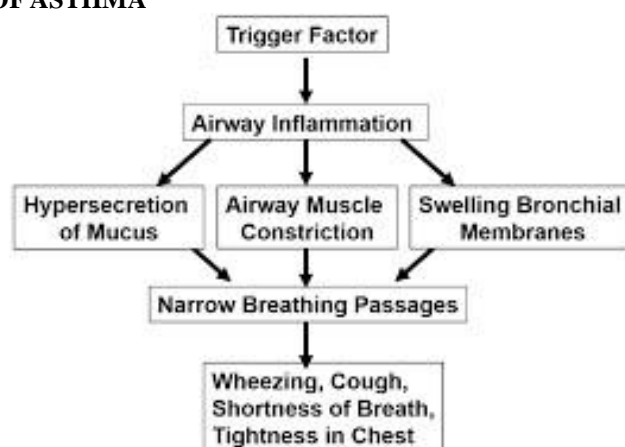 OF ASTHMA
Trigger Factor
Airway Inflammation
Hypersecretion
of Mucus
Airway Muscle
Constriction
Swelling Bronchial
Membranes
Narrow Breathing Passages
Wheezing, Cough,
Shortness of Breath,
Tightness in Chest